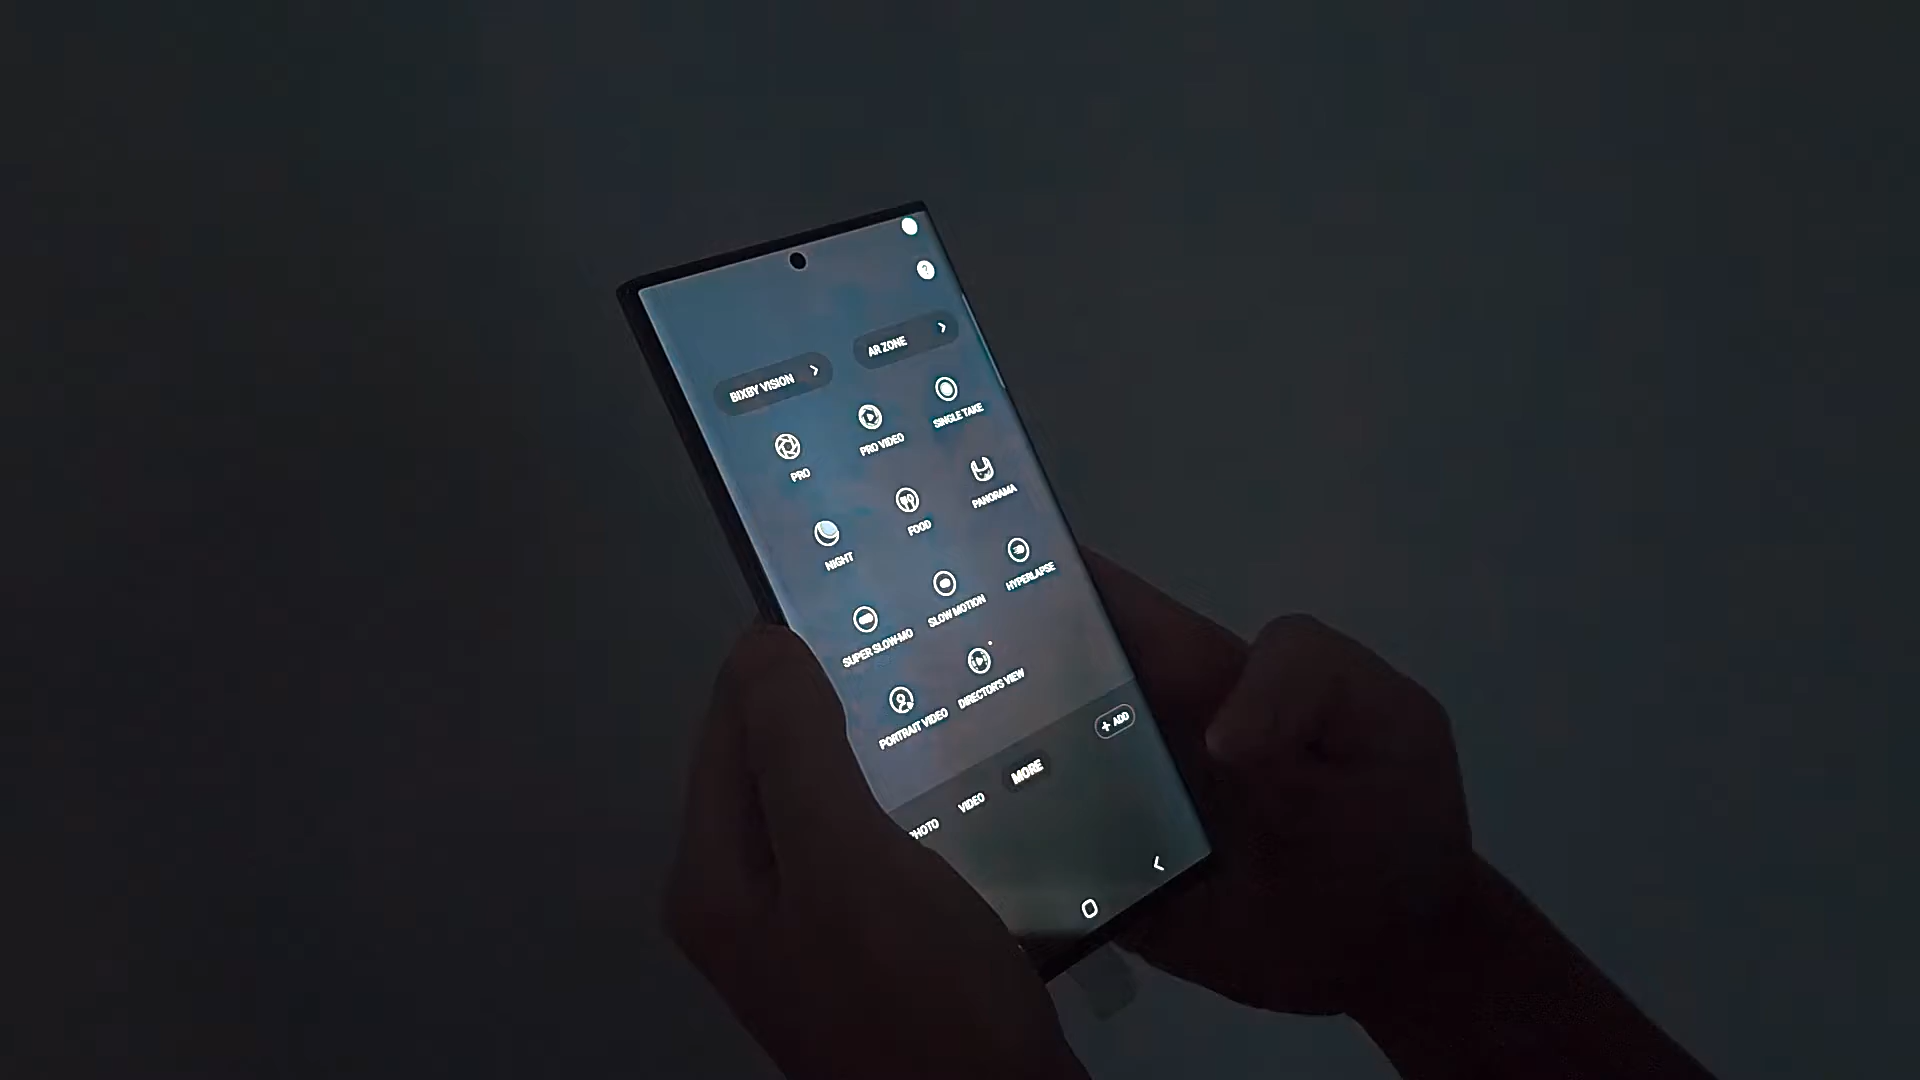 ?
BIXBY VISION
AR ZONE
PRO
PRO VIDEO
SINGLE TAKE
NIGHT
FOOD
PANORAMA
SUPER SLOW-MO
SLOW MOTION
HYPERLAPSE
PORTRAIT VIDEO
DIRECTOR'S VIEW
+ ADD
PHOTO
VIDEO
MORE